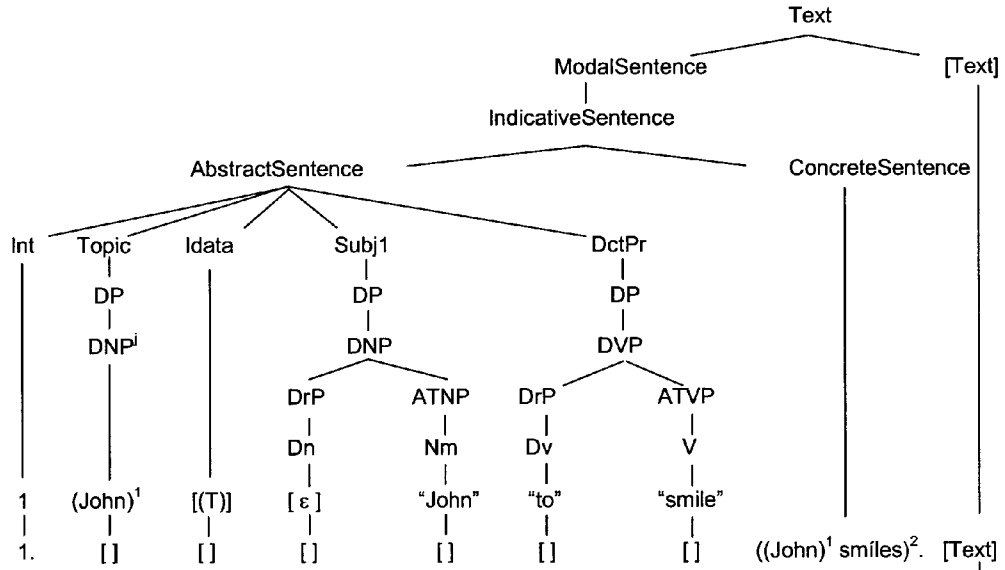 Text
ModalSentence [Text]
IndicativeSentence
AbstractSentence ConcreteSentence
Int Topic Idata Subj1 DctPr
DP DP DP
DNPʲ DNP DVP
DrP ATNP DrP ATVP
Dn Nm Dv V
1 (John)¹ [(T)] [ ε ] “John” “to” “smile”
1. [ ] [ ] [ ] [ ] [ ] [ ] ((John)¹ smíles)². [Text]